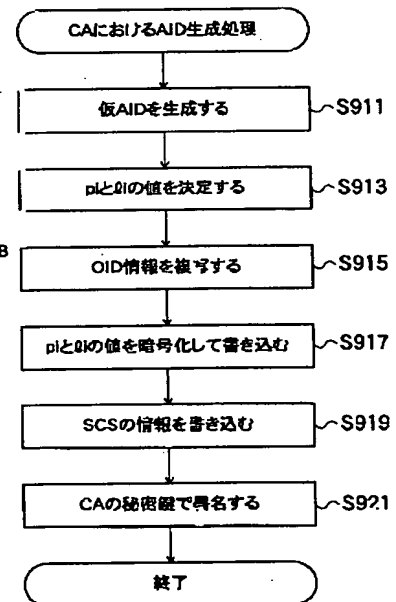 CAにおけるAID生成処理
仮AIDを生成する
S911
piとℓiの値を決定する
S913
B
OID情報を複写する
S915
piとℓiの値を暗号化して書き込む
S917
SCSの情報を書き込む
S919
CAの秘密鍵で署名する
S921
終了